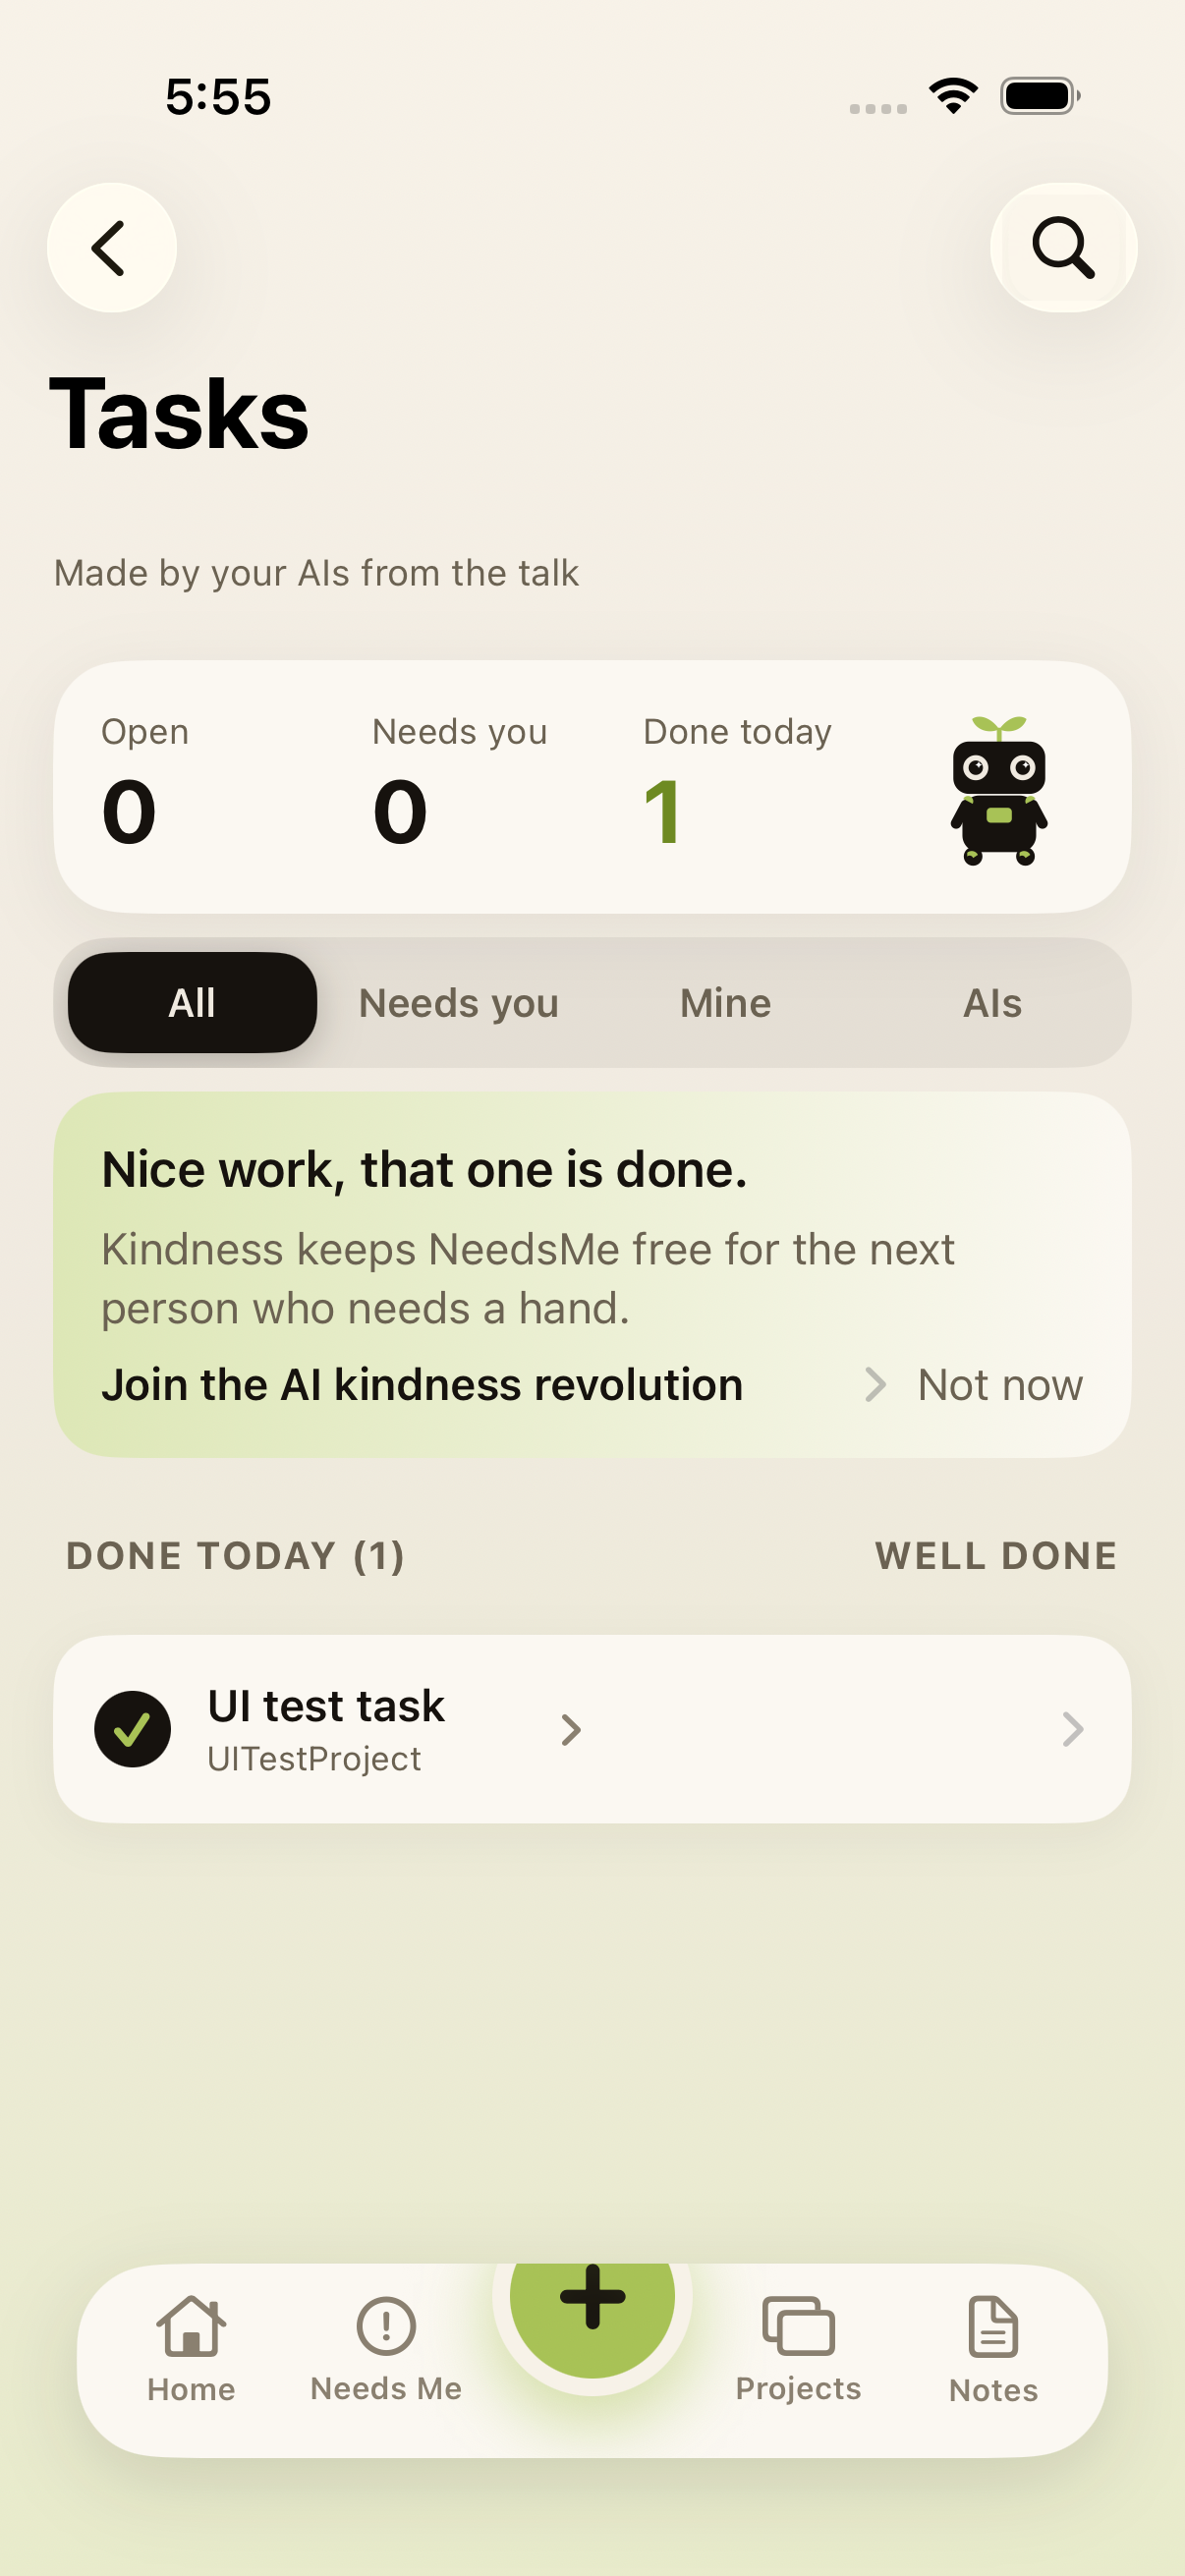 5:55
Tasks
Made by your AIs from the talk
Open Needs you Done today
0 0 1
All Needs you Mine AIs
Nice work, that one is done.
Kindness keeps NeedsMe free for the next
person who needs a hand.
Join the AI kindness revolution Not now
DONE TODAY (1) WELL DONE
UI test task
UITestProject
Home Needs Me Projects Notes